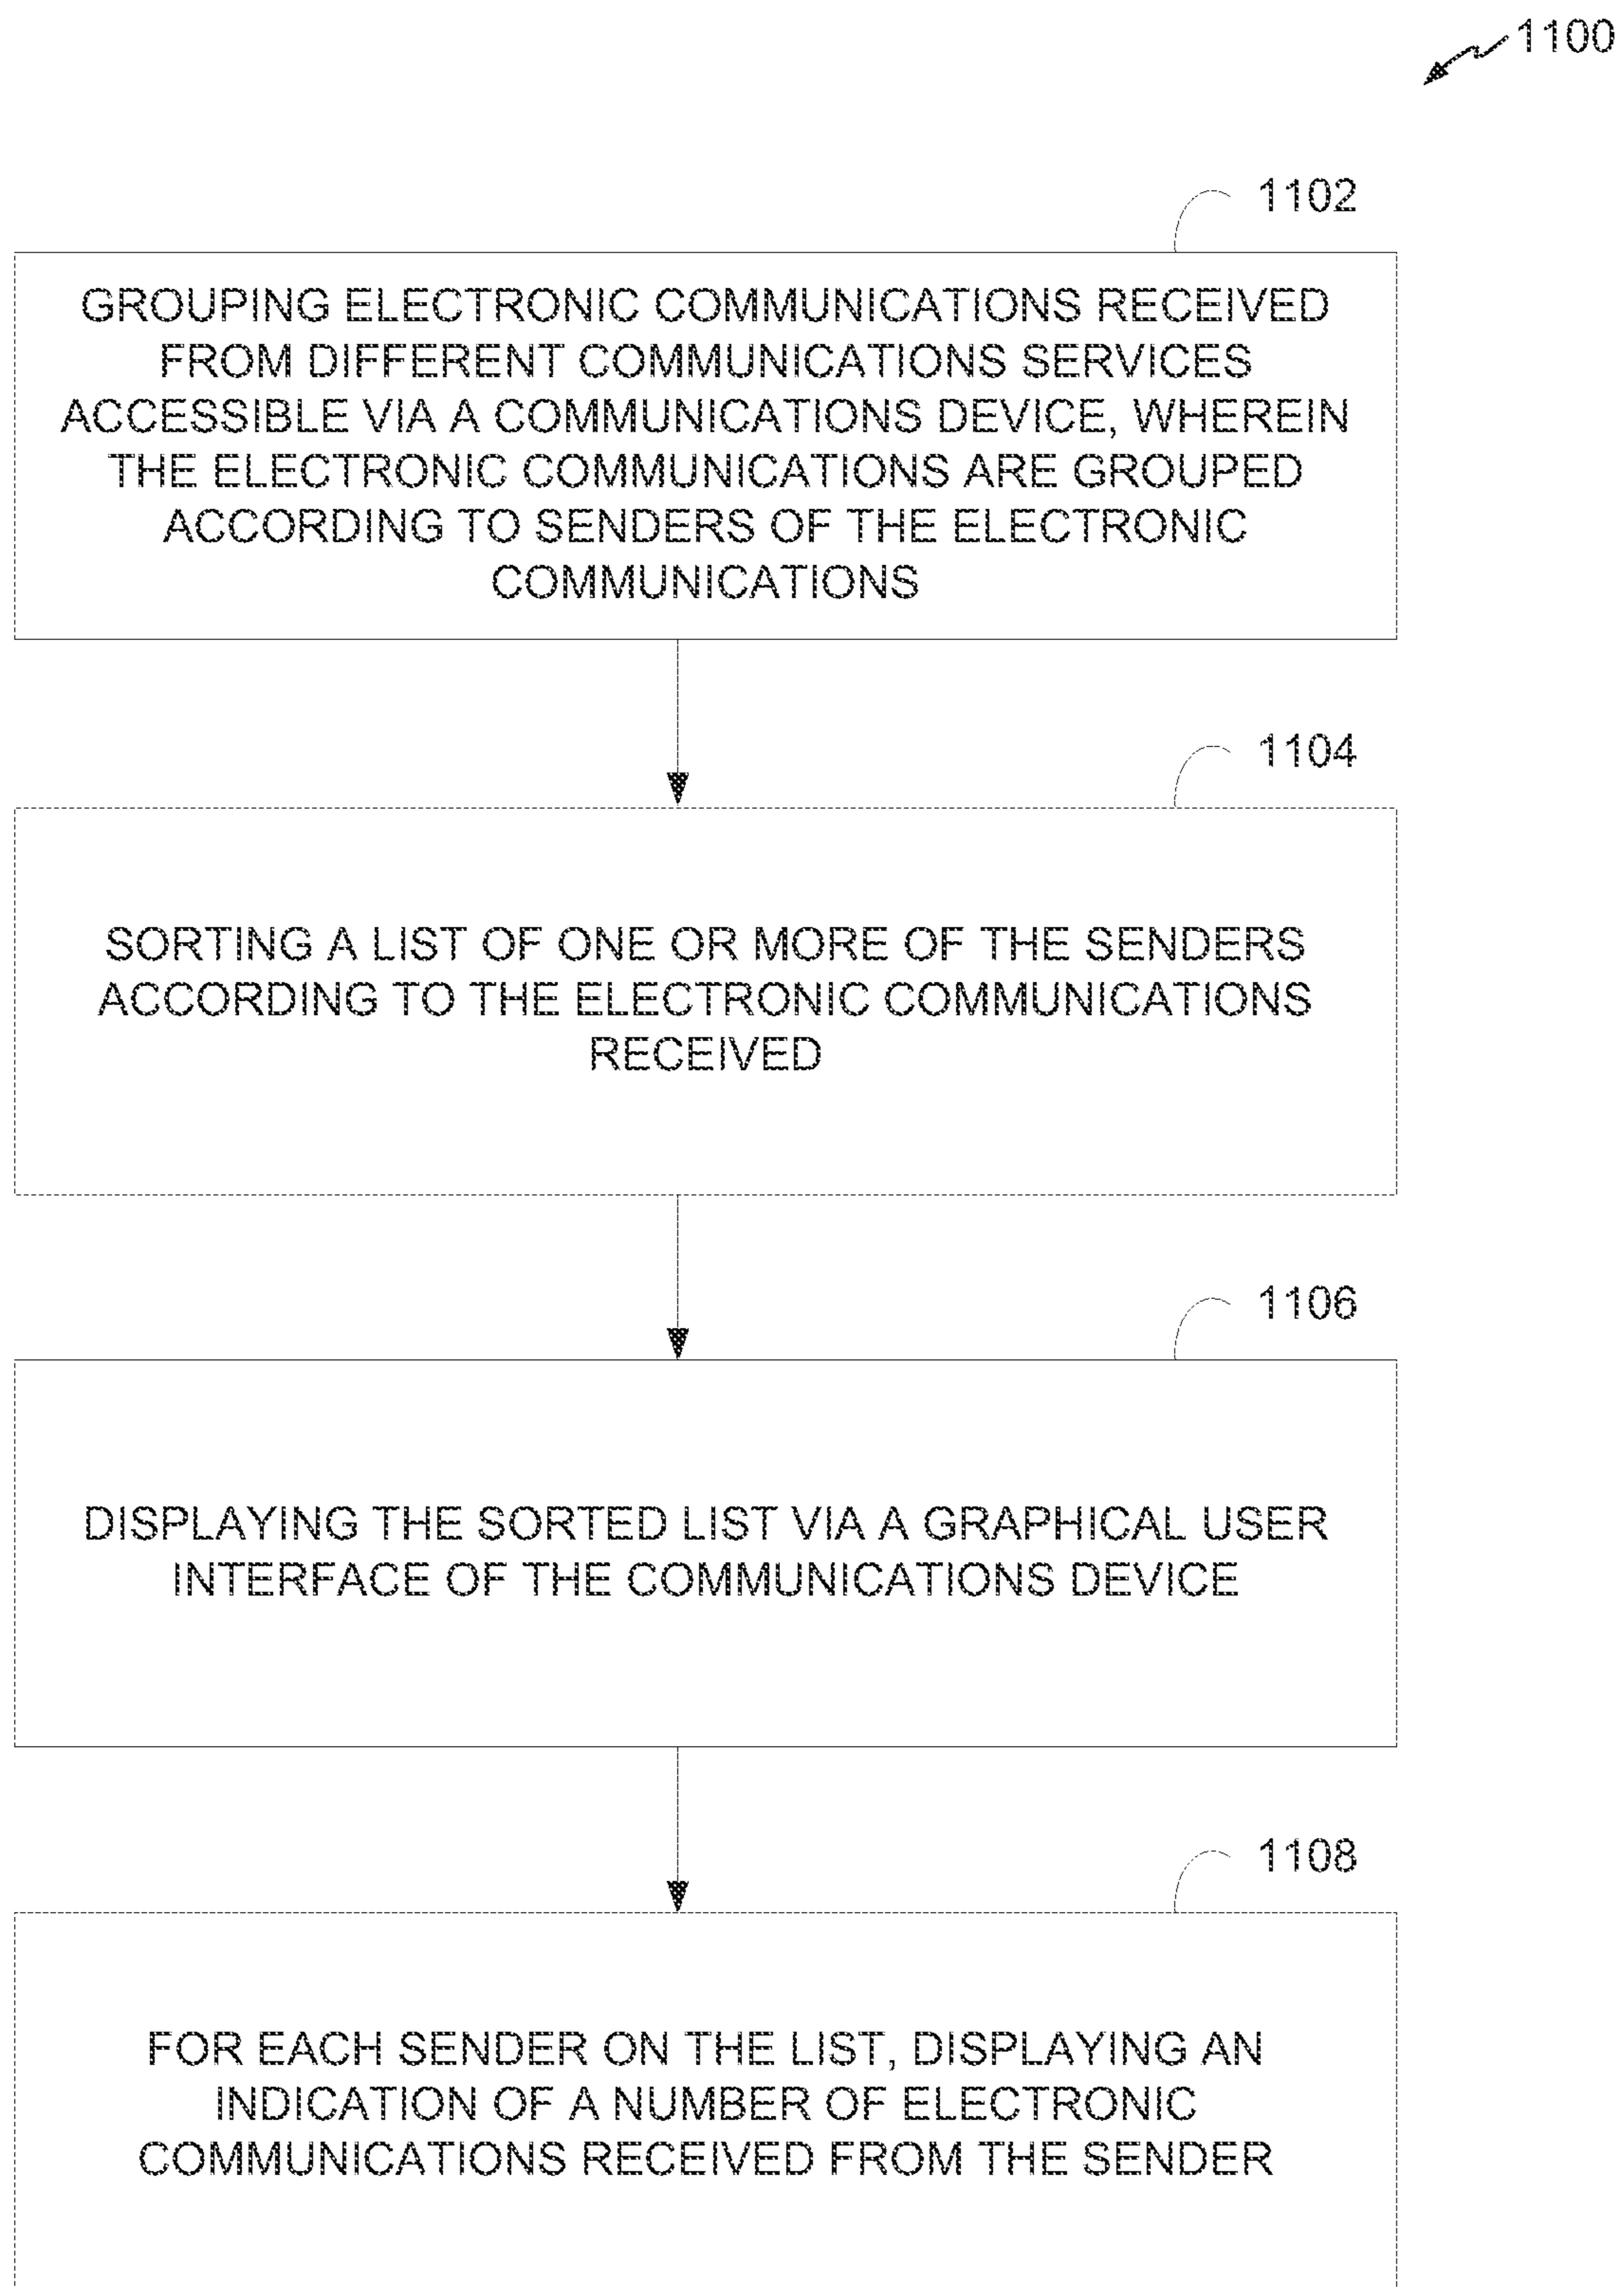 1100
1102
GROUPING ELECTRONIC COMMUNICATIONS RECEIVED
FROM DIFFERENT COMMUNICATIONS SERVICES
ACCESSIBLE VIA A COMMUNICATIONS DEVICE, WHEREIN
THE ELECTRONIC COMMUNICATIONS ARE GROUPED
ACCORDING TO SENDERS OF THE ELECTRONIC
COMMUNICATIONS
1104
SORTING A LIST OF ONE OR MORE OF THE SENDERS
ACCORDING TO THE ELECTRONIC COMMUNICATIONS
RECEIVED
1106
DISPLAYING THE SORTED LIST VIA A GRAPHICAL USER
INTERFACE OF THE COMMUNICATIONS DEVICE
1108
FOR EACH SENDER ON THE LIST, DISPLAYING AN
INDICATION OF A NUMBER OF ELECTRONIC
COMMUNICATIONS RECEIVED FROM THE SENDER